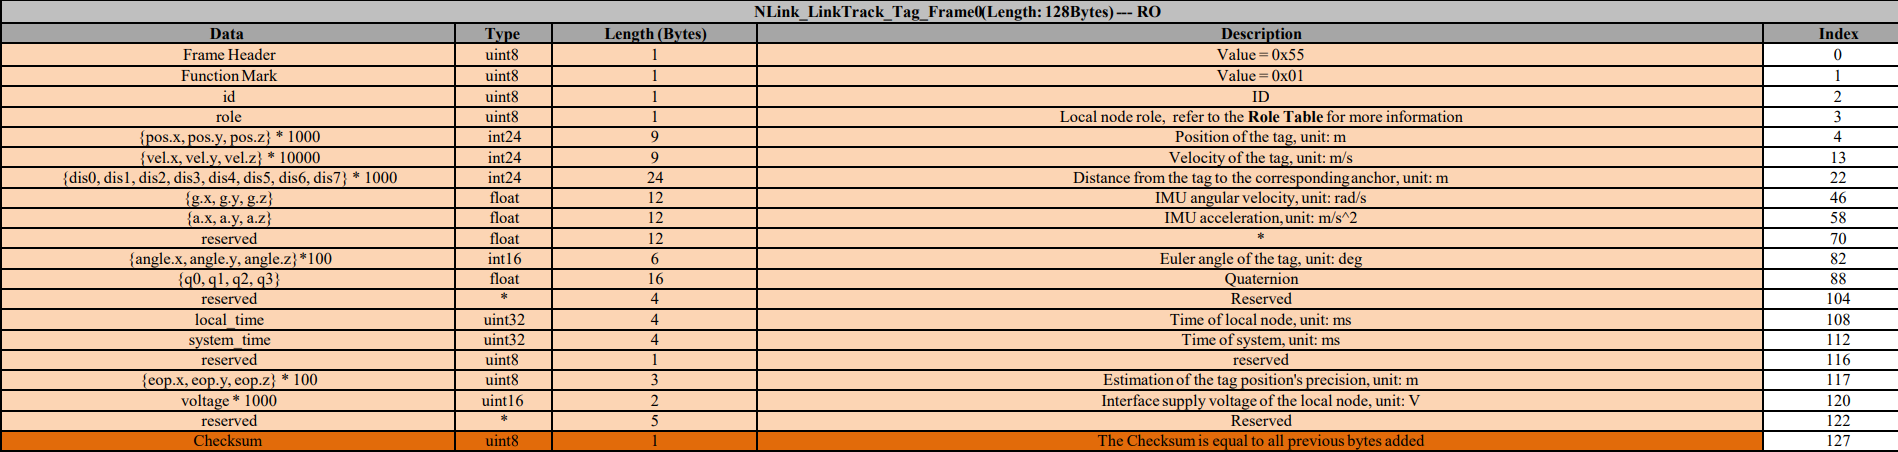 NLink_LinkTrack_Tag_Frame0(Length: 128Bytes) --- RO
Data Type Length (Bytes) Description Index
Frame Header uint8 1 Value = 0x55 0
Function Mark uint8 1 Value = 0x01 1
id uint8 1 ID 2
role uint8 1 Local node role, refer to the Role Table for more information 3
{pos.x, pos.y, pos.z} * 1000 int24 9 Position of the tag, unit: m 4
{vel.x, vel.y, vel.z} * 10000 int24 9 Velocity of the tag, unit: m/s 13
{dis0, dis1, dis2, dis3, dis4, dis5, dis6, dis7} * 1000 int24 24 Distance from the tag to the corresponding anchor, unit: m 22
{g.x, g.y, g.z} float 12 IMU angular velocity, unit: rad/s 46
{a.x, a.y, a.z} float 12 IMU acceleration, unit: m/s^2 58
reserved float 12 * 70
{angle.x, angle.y, angle.z}*100 int16 6 Euler angle of the tag, unit: deg 82
{q0, q1, q2, q3} float 16 Quaternion 88
reserved * 4 Reserved 104
local_time uint32 4 Time of local node, unit: ms 108
system_time uint32 4 Time of system, unit: ms 112
reserved uint8 1 reserved 116
{eop.x, eop.y, eop.z} * 100 uint8 3 Estimation of the tag position's precision, unit: m 117
voltage * 1000 uint16 2 Interface supply voltage of the local node, unit: V 120
reserved * 5 Reserved 122
Checksum uint8 1 The Checksum is equal to all previous bytes added 127